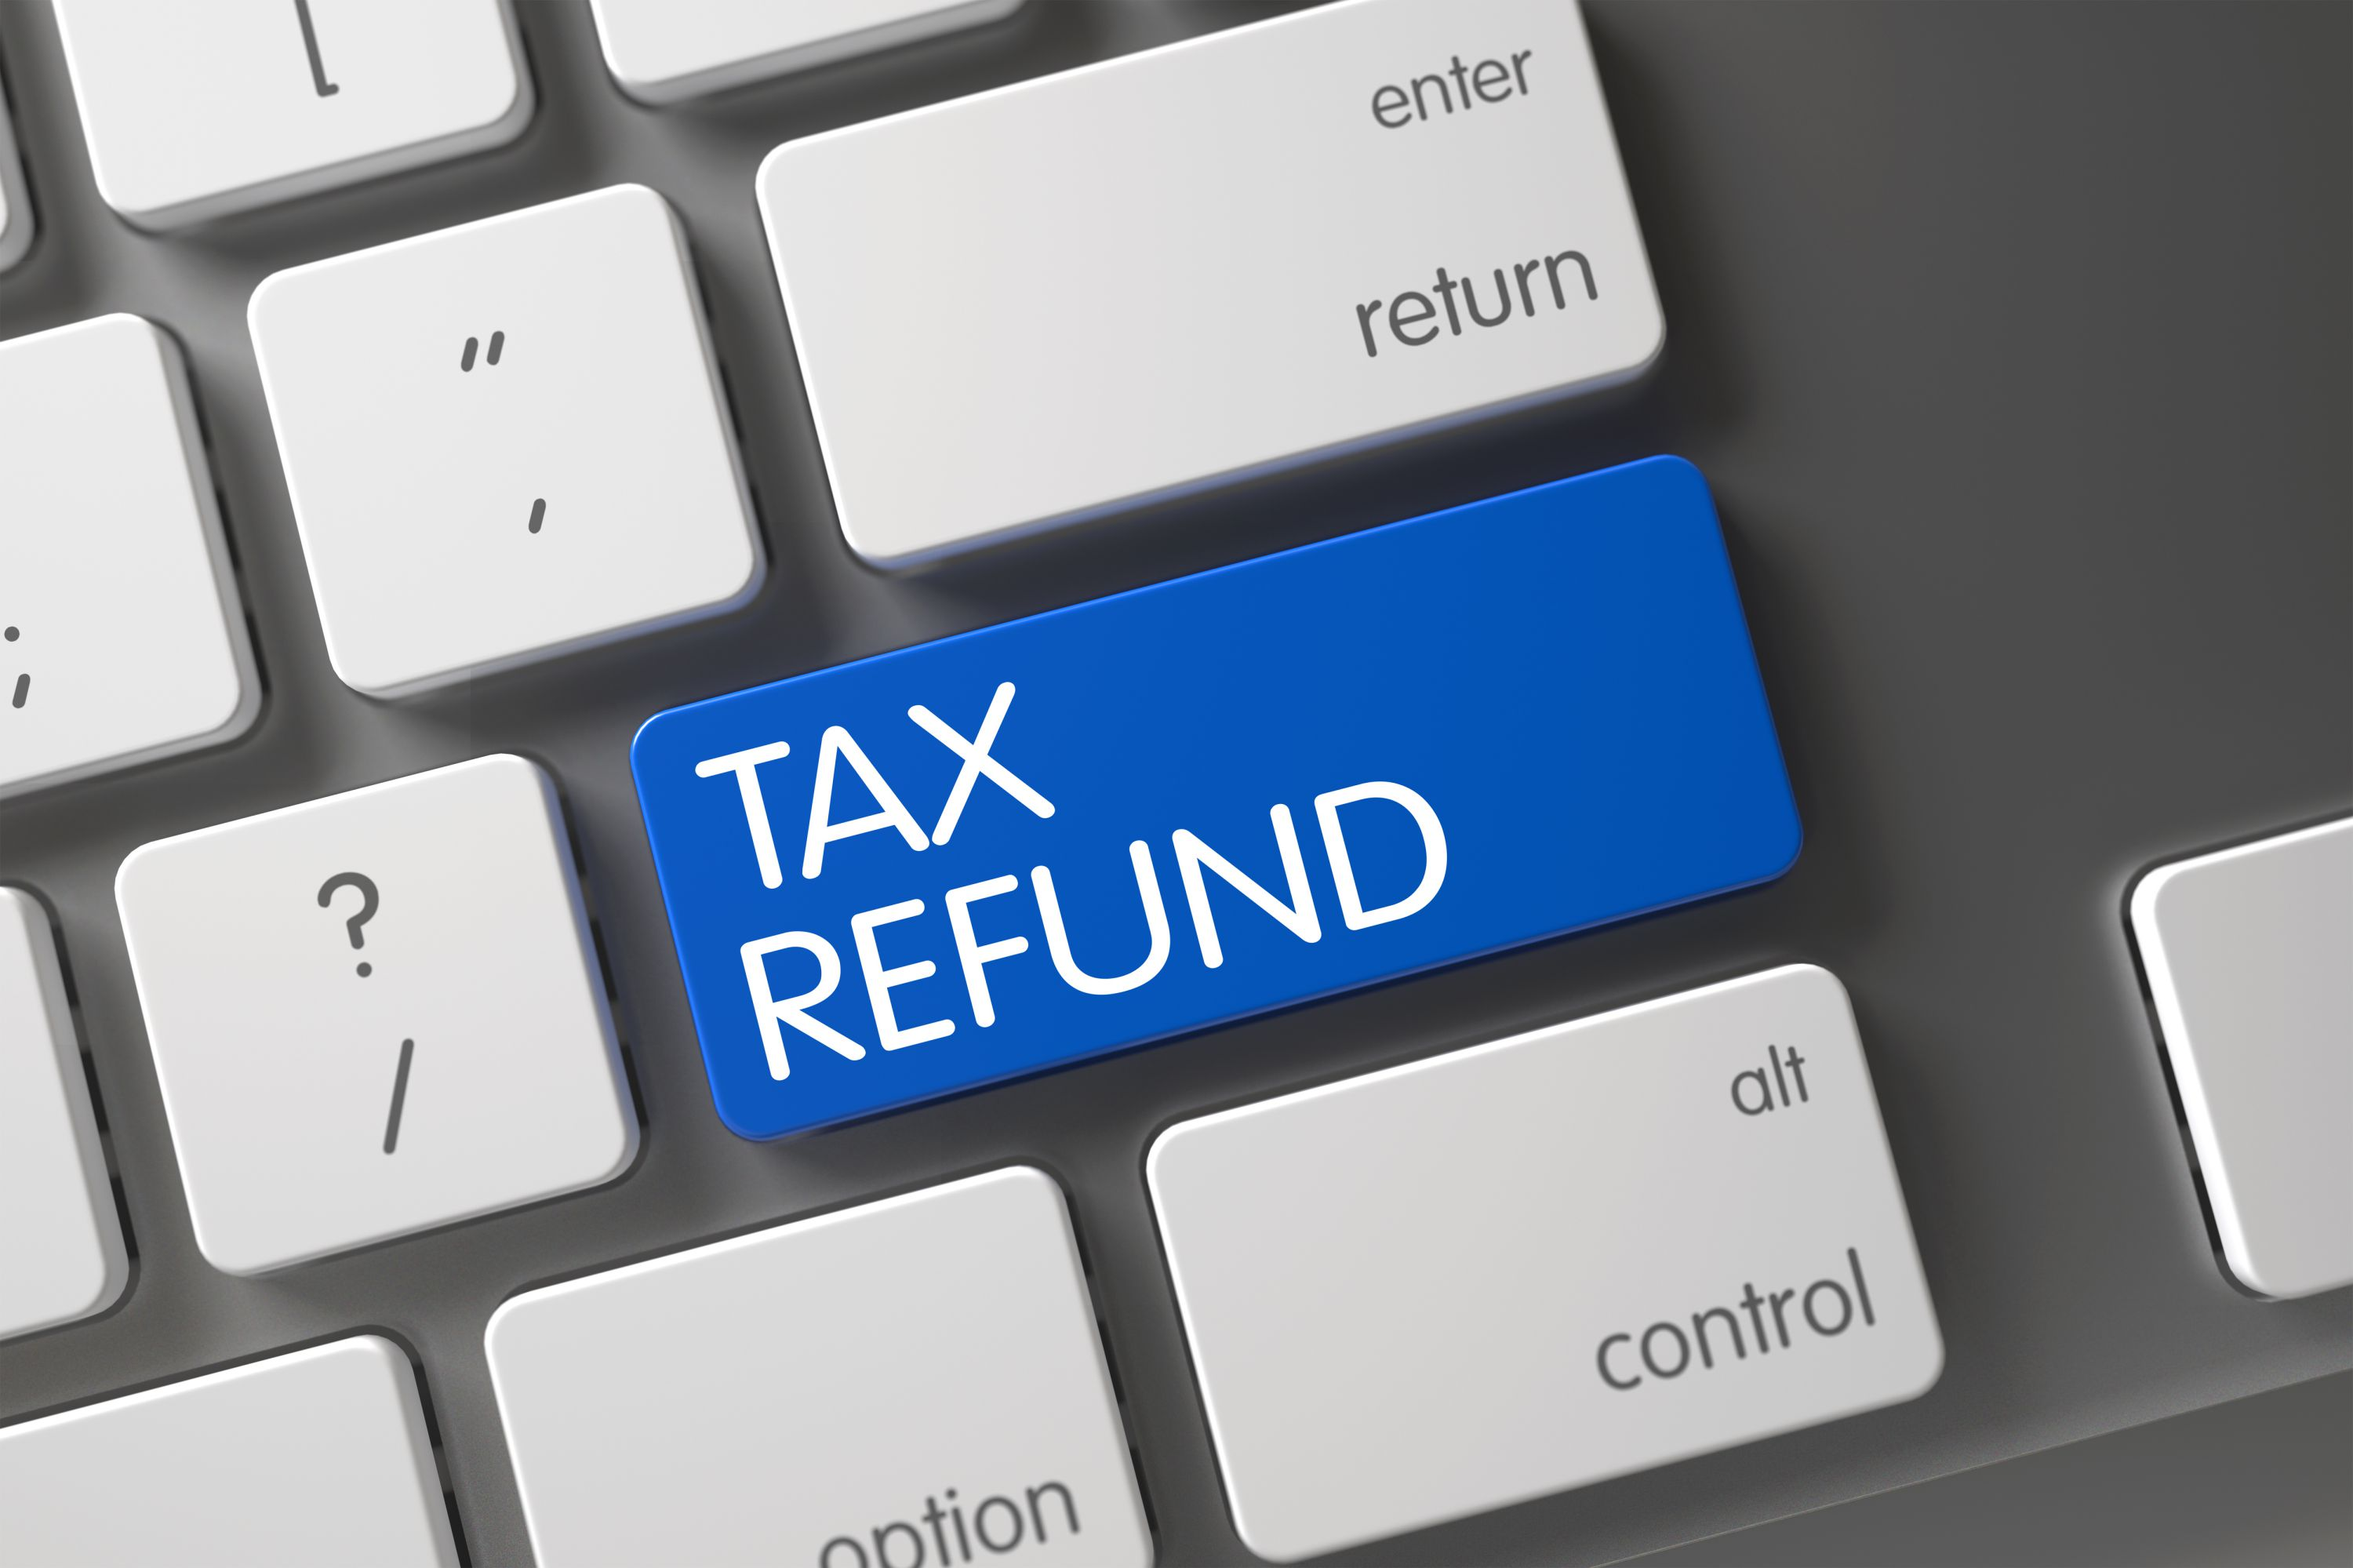 [
enter
return
"
'
:
;
TAX
REFUND
?
/
alt
control
option